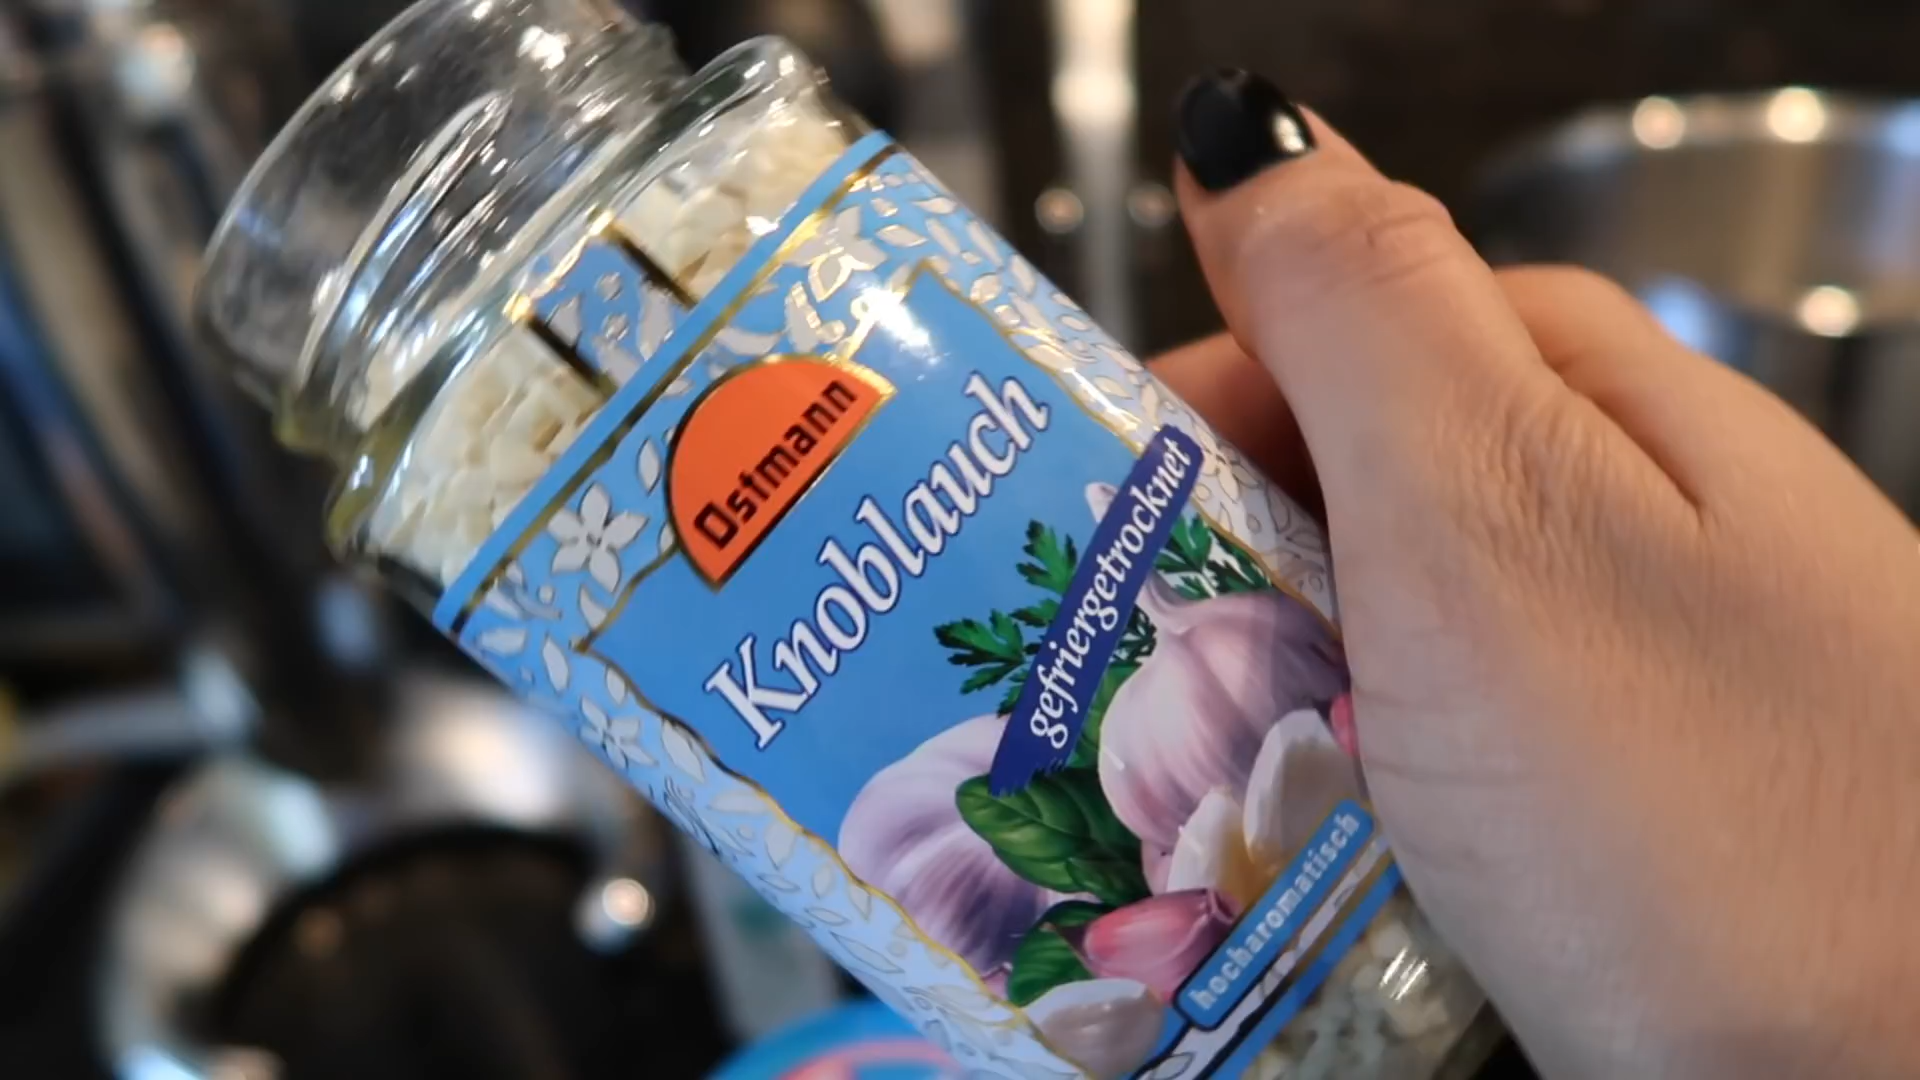 Ostmann
Knoblauch
gefriergetrocknet
hocharomatisch